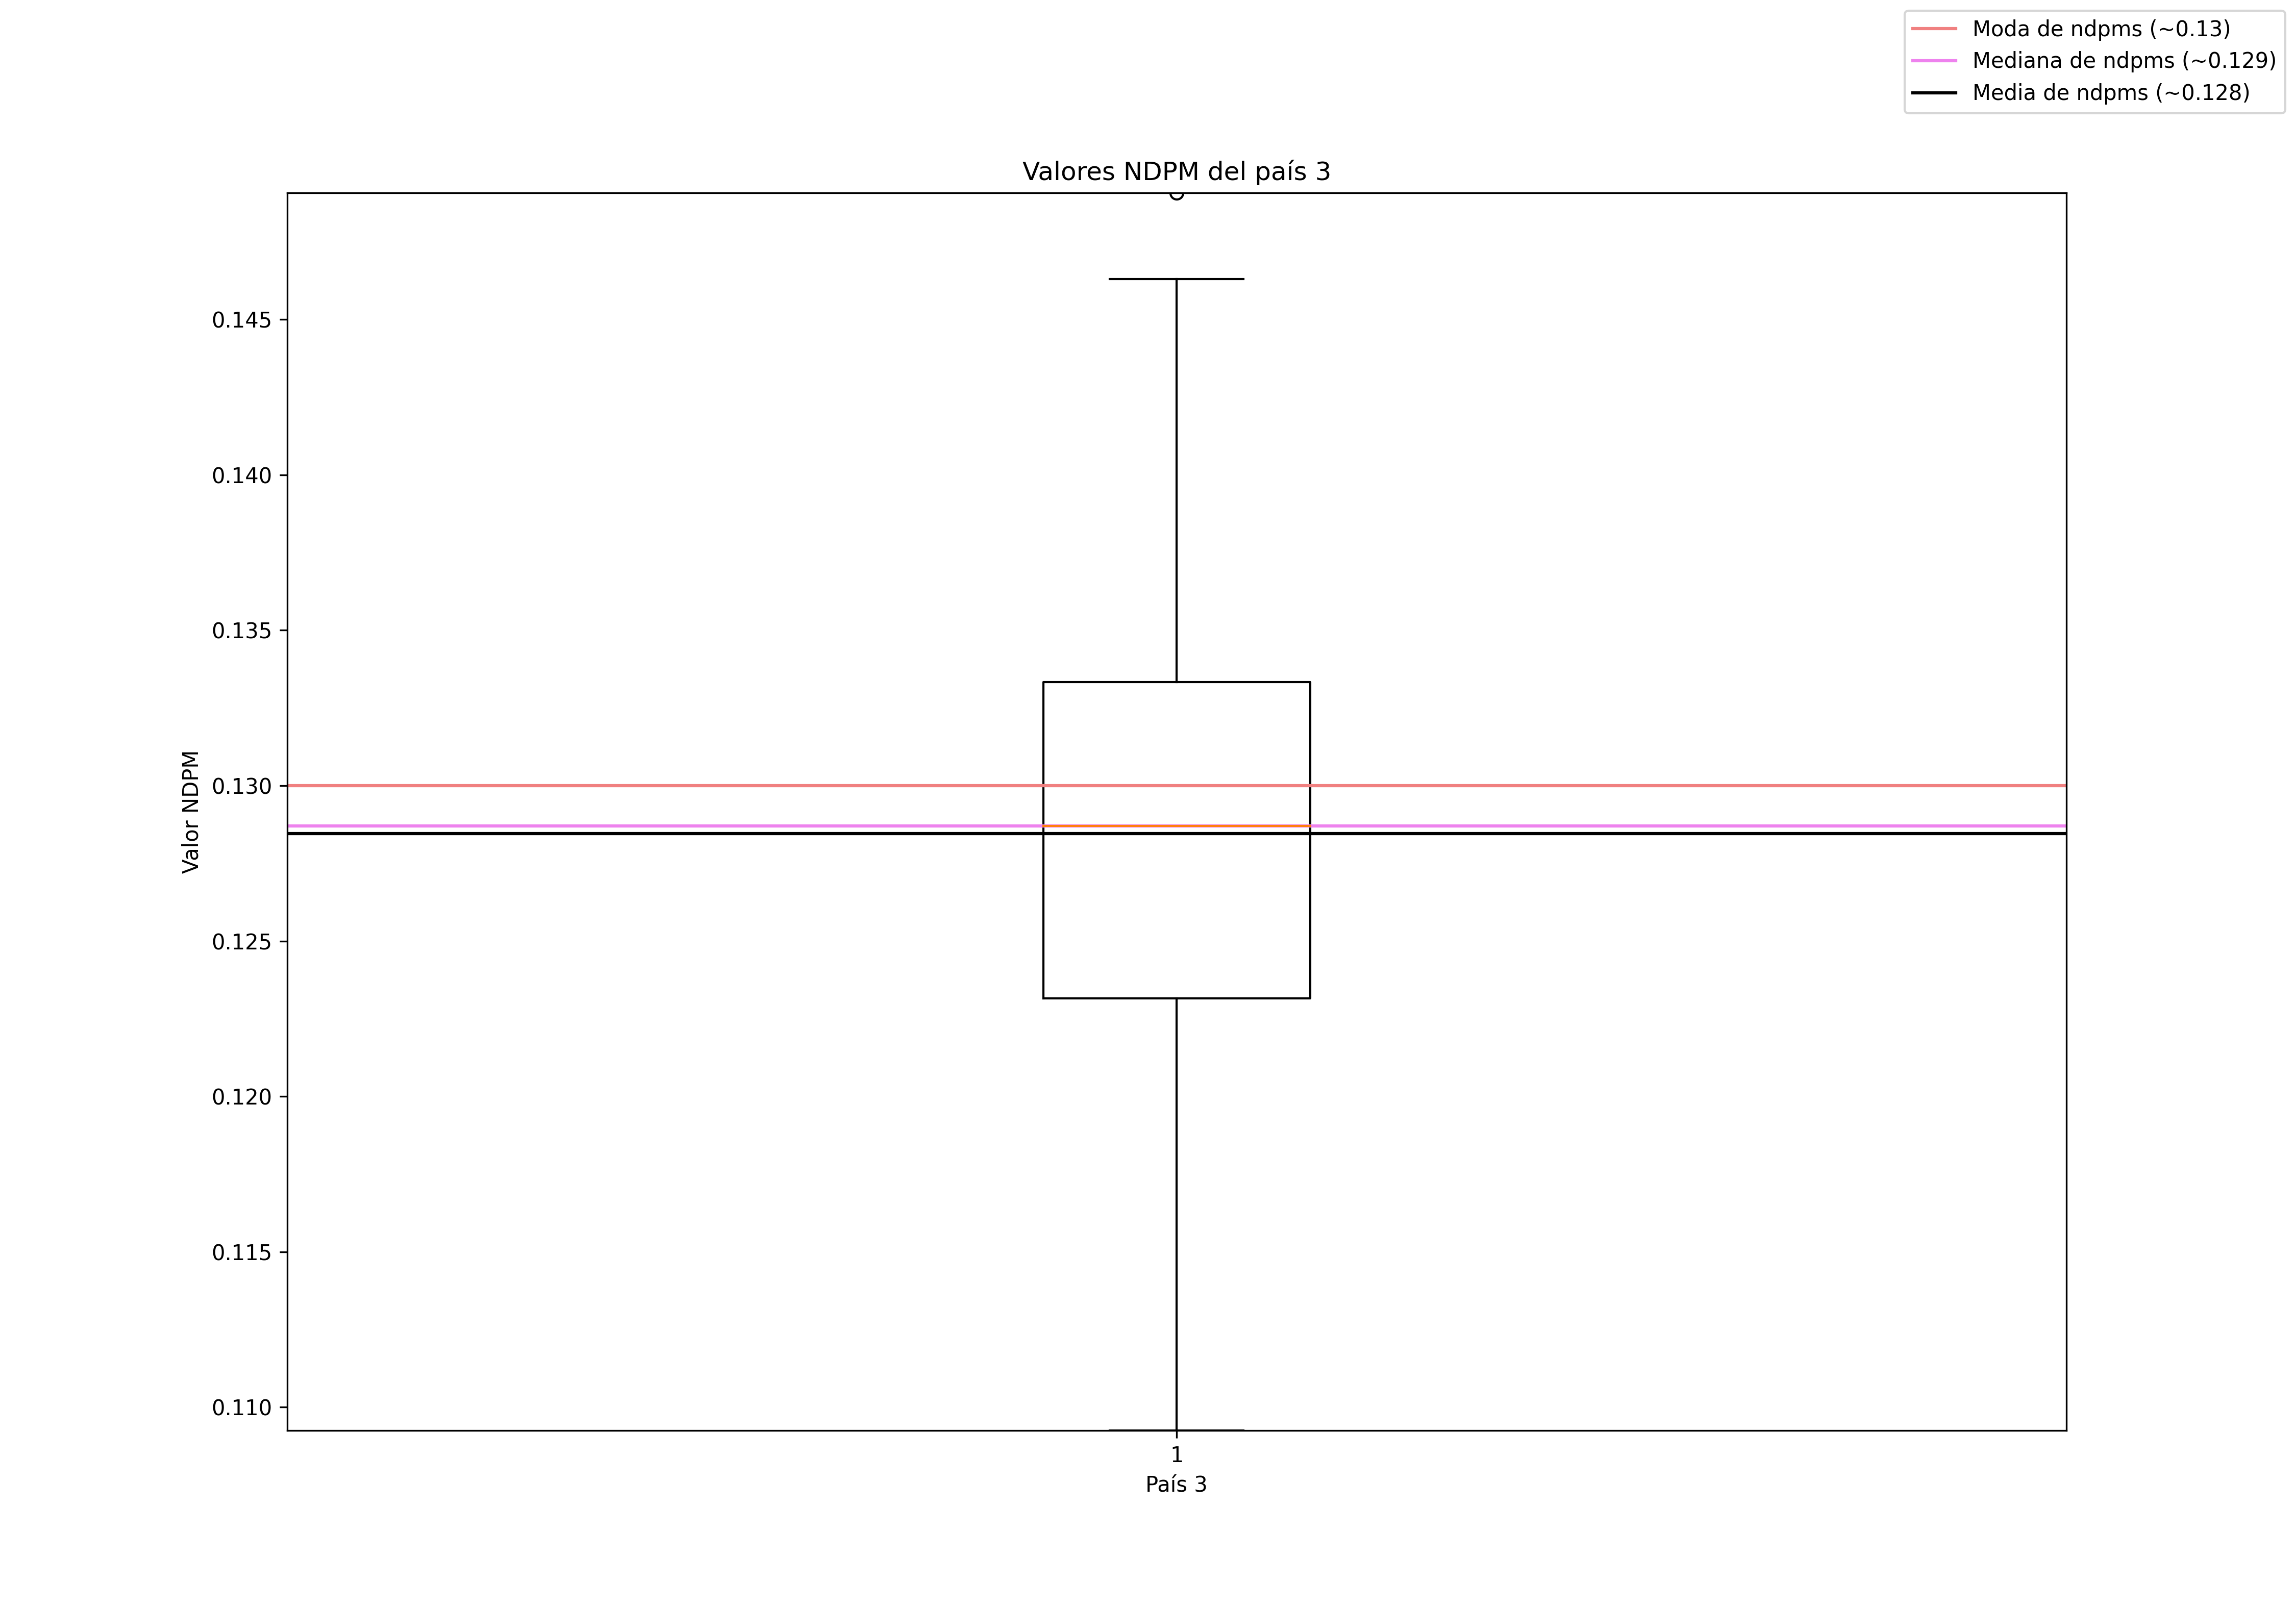 Moda de ndpms (~0.13)
Mediana de ndpms (~0.129)
Media de ndpms (~0.128)
Valores NDPM del país 3
0.145
0.140
0.135
0.130
0.125
0.120
0.115
0.110
Valor NDPM
1
País 3